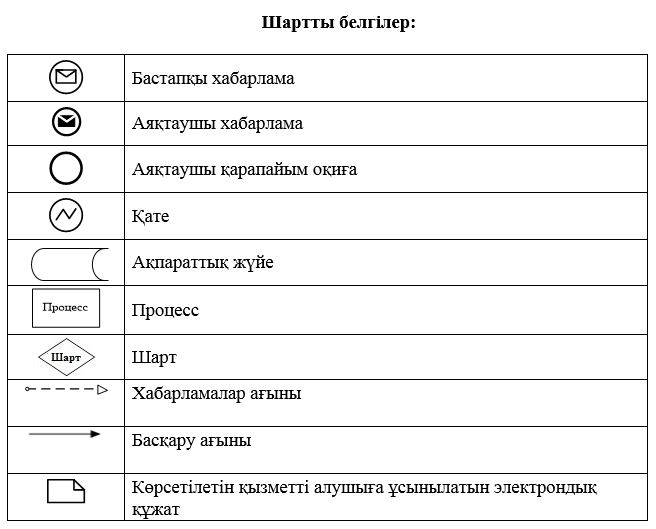 Шартты белгілер:
Бастапқы хабарлама
Аяқтаушы хабарлама
Аяқтаушы қарапайым оқиға
Қате
Ақпараттық жүйе
Процесс
Процесс
Шарт
Шарт
Хабарламалар ағыны
Басқару ағыны
Көрсетілетін қызметті алушыға ұсынылатын электрондық
құжат